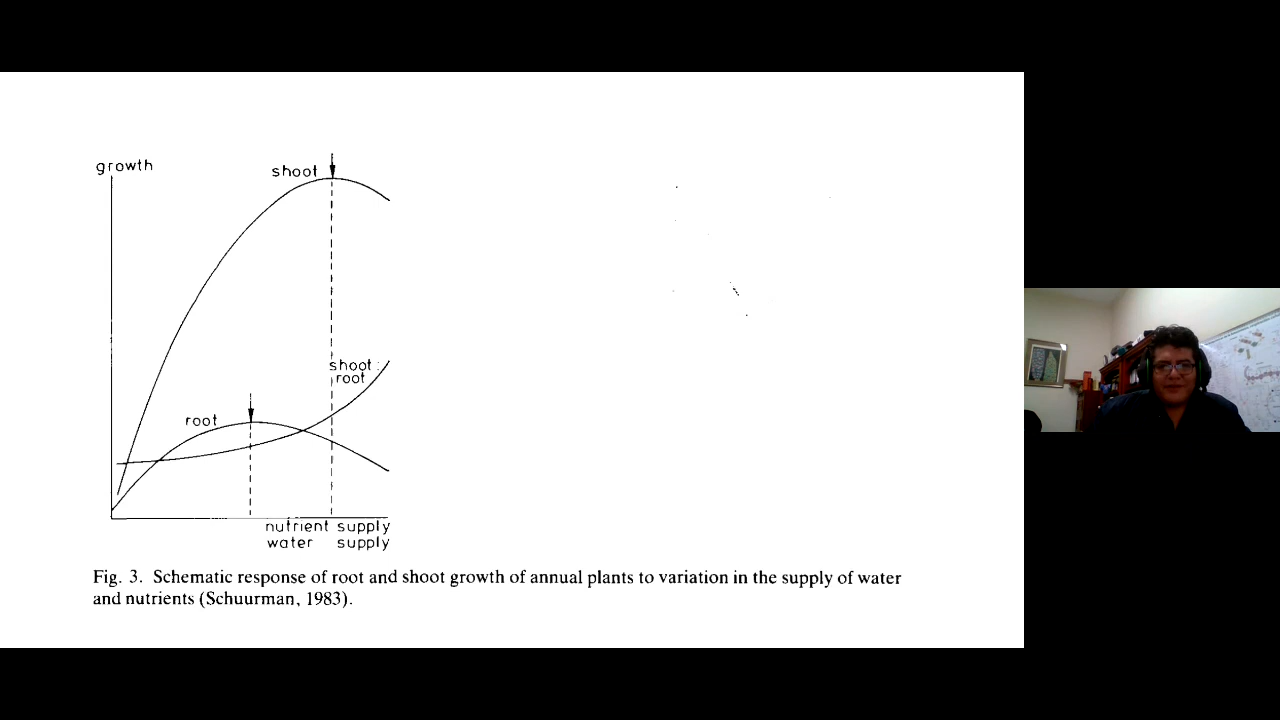 growth
shoot
shoot :
root
root
nutrient supply
water supply
Fig. 3. Schematic response of root and shoot growth of annual plants to variation in the supply of water
and nutrients (Schuurman, 1983).